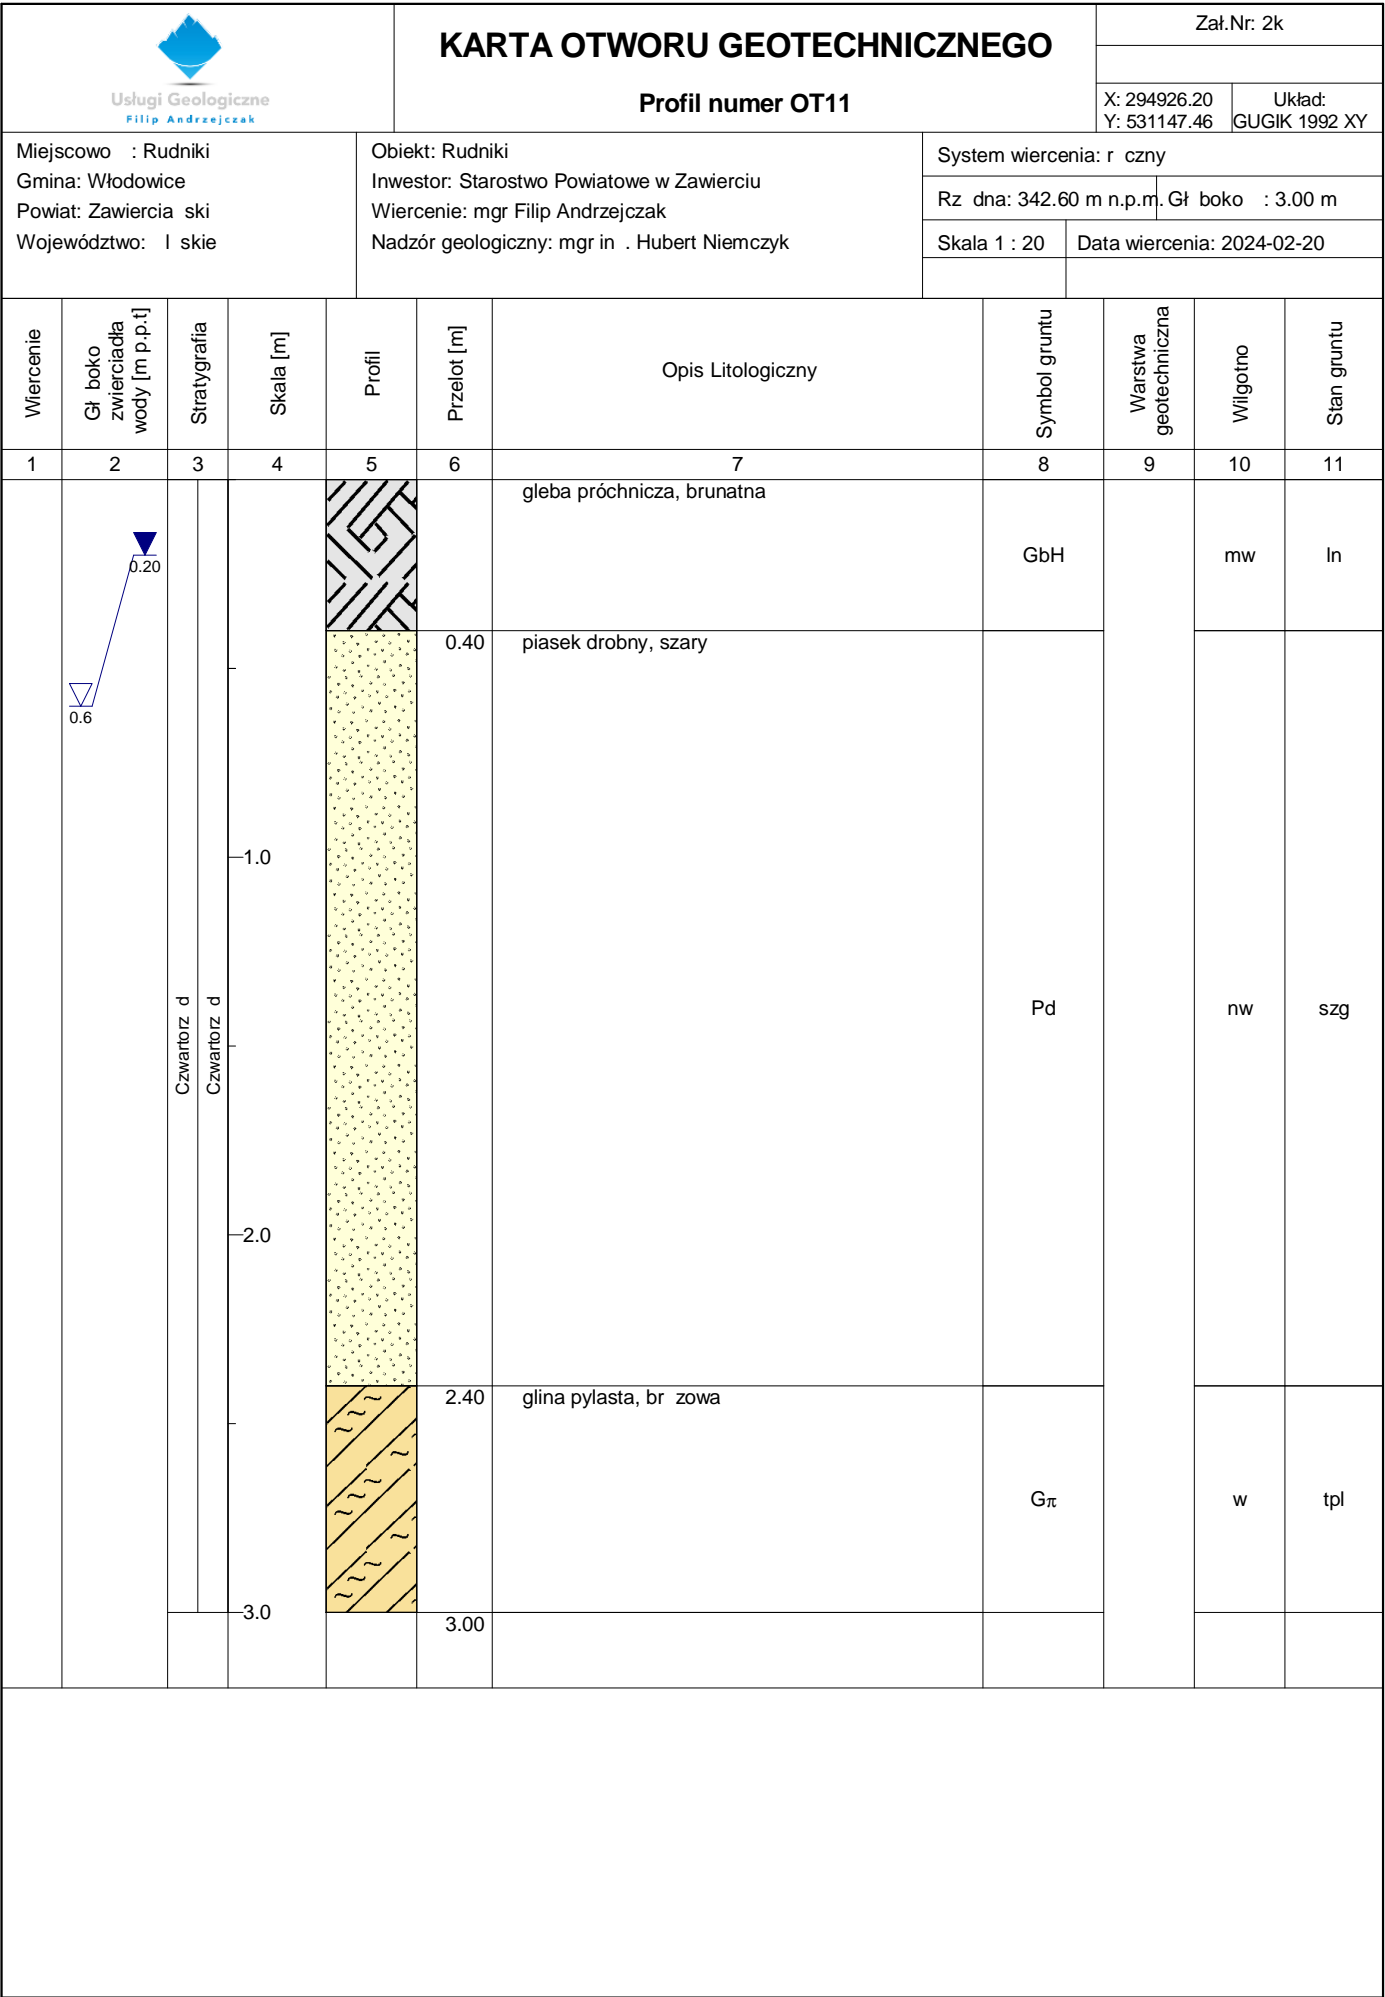 Usługi Geologiczne
Filip Andrzejczak
KARTA OTWORU GEOTECHNICZNEGO
Profil numer OT11
Zał.Nr: 2k
X: 294926.20
Y: 531147.46
Układ:
GUGIK 1992 XY
Miejscowo : Rudniki
Gmina: Włodowice
Powiat: Zawiercia ski
Województwo: l skie
Obiekt: Rudniki
Inwestor: Starostwo Powiatowe w Zawierciu
Wiercenie: mgr Filip Andrzejczak
Nadzór geologiczny: mgr in . Hubert Niemczyk
System wiercenia: r czny
Rz dna: 342.60 m n.p.m.
Gł boko : 3.00 m
Skala 1 : 20
Data wiercenia: 2024-02-20
Wiercenie
Gł boko
zwierciadła
wody [m p.p.t]
Stratygrafia
Skala [m]
Profil
Przelot [m]
Opis Litologiczny
Symbol gruntu
Warstwa
geotechniczna
Wilgotno
Stan gruntu
1 2 3 4 5 6 7 8 9 10 11
gleba próchnicza, brunatna
GbH mw ln
0.20
0.40 piasek drobny, szary
0.6
1.0
Czwartorz d
Czwartorz d
Pd nw szg
2.0
2.40 glina pylasta, br zowa
Gπ w tpl
3.0
3.00